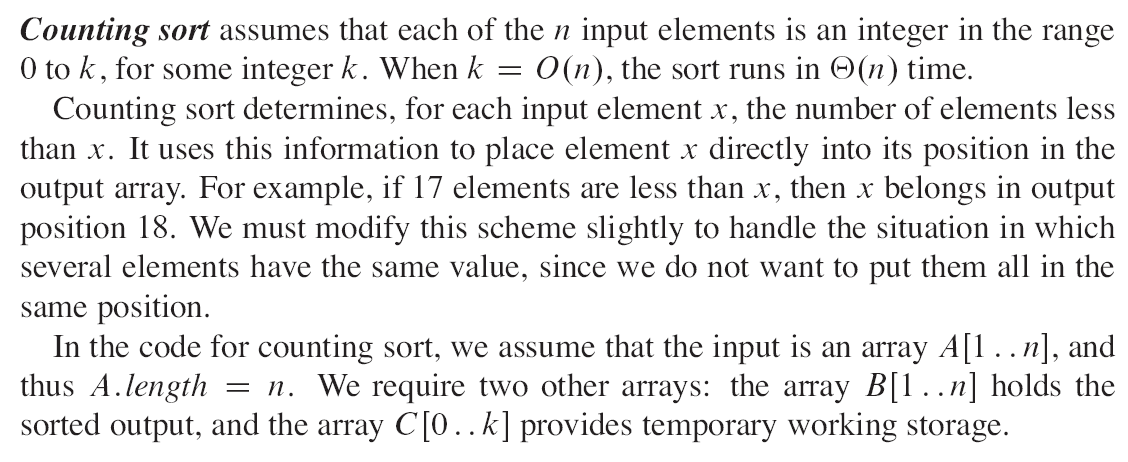 Counting sort assumes that each of the n input elements is an integer in the range
0 to k, for some integer k. When k = O(n), the sort runs in Θ(n) time.
Counting sort determines, for each input element x, the number of elements less
than x. It uses this information to place element x directly into its position in the
output array. For example, if 17 elements are less than x, then x belongs in output
position 18. We must modify this scheme slightly to handle the situation in which
several elements have the same value, since we do not want to put them all in the
same position.
In the code for counting sort, we assume that the input is an array A[1..n], and
thus A.length = n. We require two other arrays: the array B[1..n] holds the
sorted output, and the array C[0..k] provides temporary working storage.